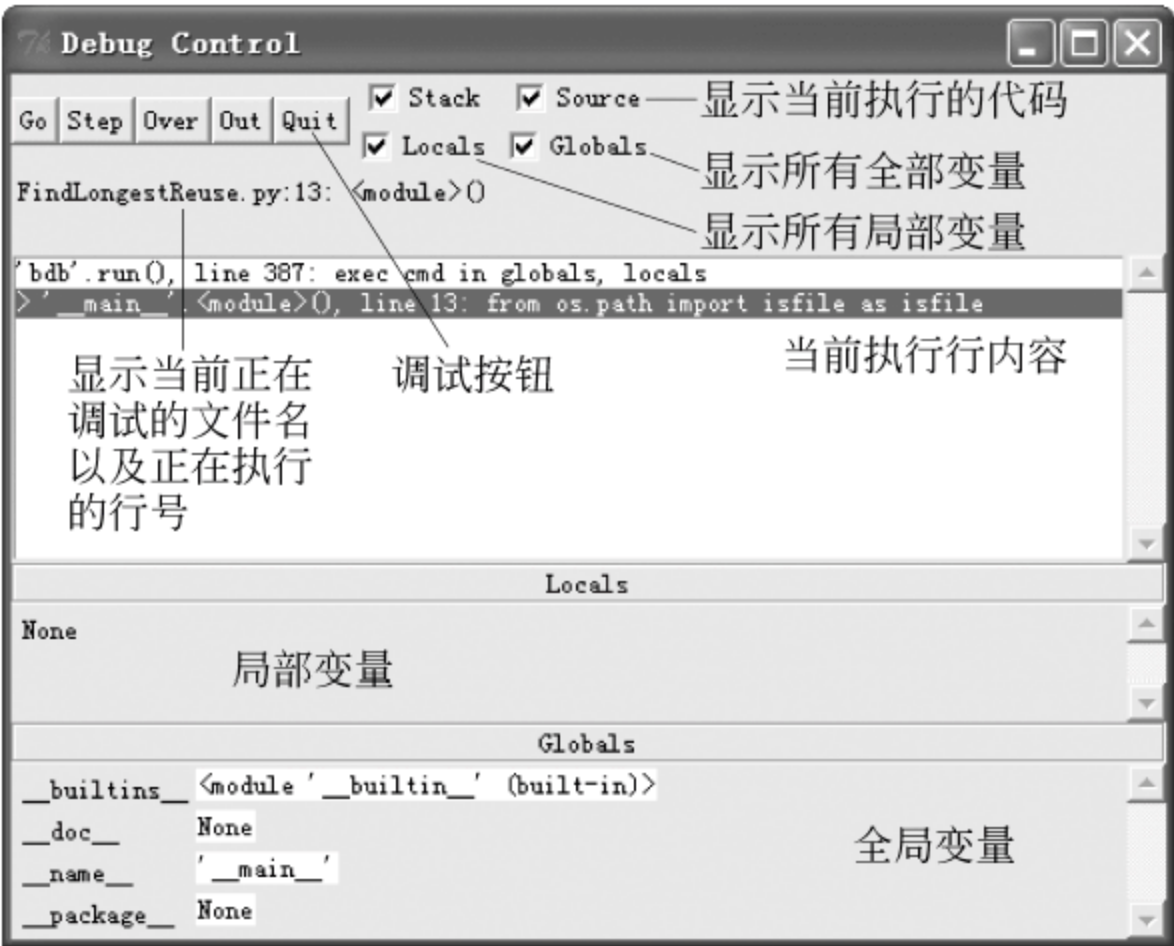 Debug Control
Go Step Over Out Quit
Stack Source 显示当前执行的代码
Locals Globals
显示所有全部变量
FindLongestReuse.py:13: <module>()
显示所有局部变量
'bdb'.run(), line 387: exec cmd in globals, locals
> '__main__'.<module>(), line 13: from os.path import isfile as isfile
当前执行行内容
显示当前正在
调试的文件名
以及正在执行
的行号
调试按钮
Locals
None
局部变量
Globals
__builtins__ <module '__builtin__' (built-in)>
__doc__ None
__name__ '__main__'
__package__ None
全局变量